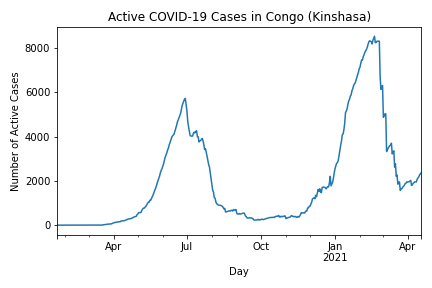 Active COVID-19 Cases in Congo (Kinshasa)
Number of Active Cases
8000
6000
4000
2000
0
Apr
Jul
Oct
Jan
2021
Apr
Day